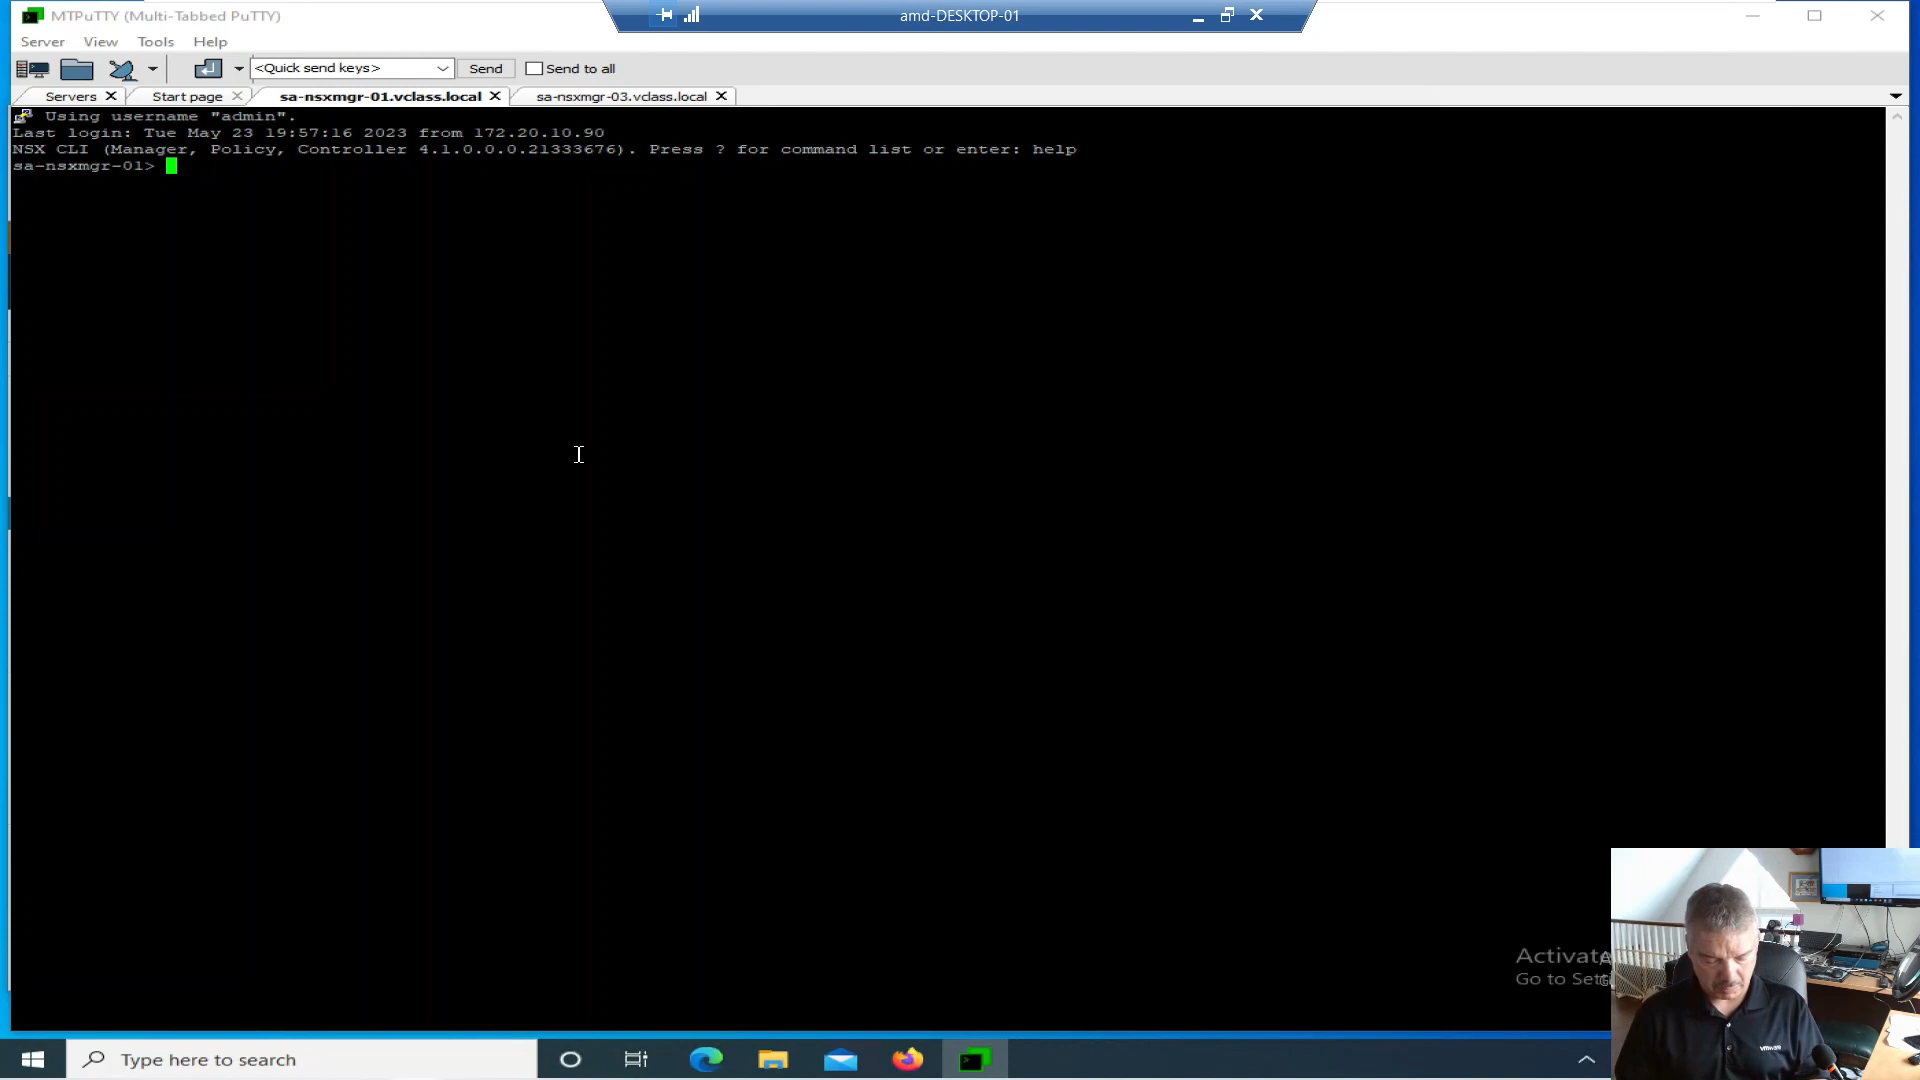 MTPuTTY (Multi-Tabbed PuTTY)
amd-DESKTOP-01
Server View Tools Help
<Quick send keys> Send Send to all
Servers Start page sa-nsxmgr-01.vclass.local sa-nsxmgr-03.vclass.local
Using username "admin".
Last login: Tue May 23 19:57:16 2023 from 172.20.10.90
NSX CLI (Manager, Policy, Controller 4.1.0.0.0.21333676). Press ? for command list or enter: help
sa-nsxmgr-01>
Activate
Go to Setti
vmware
Type here to search